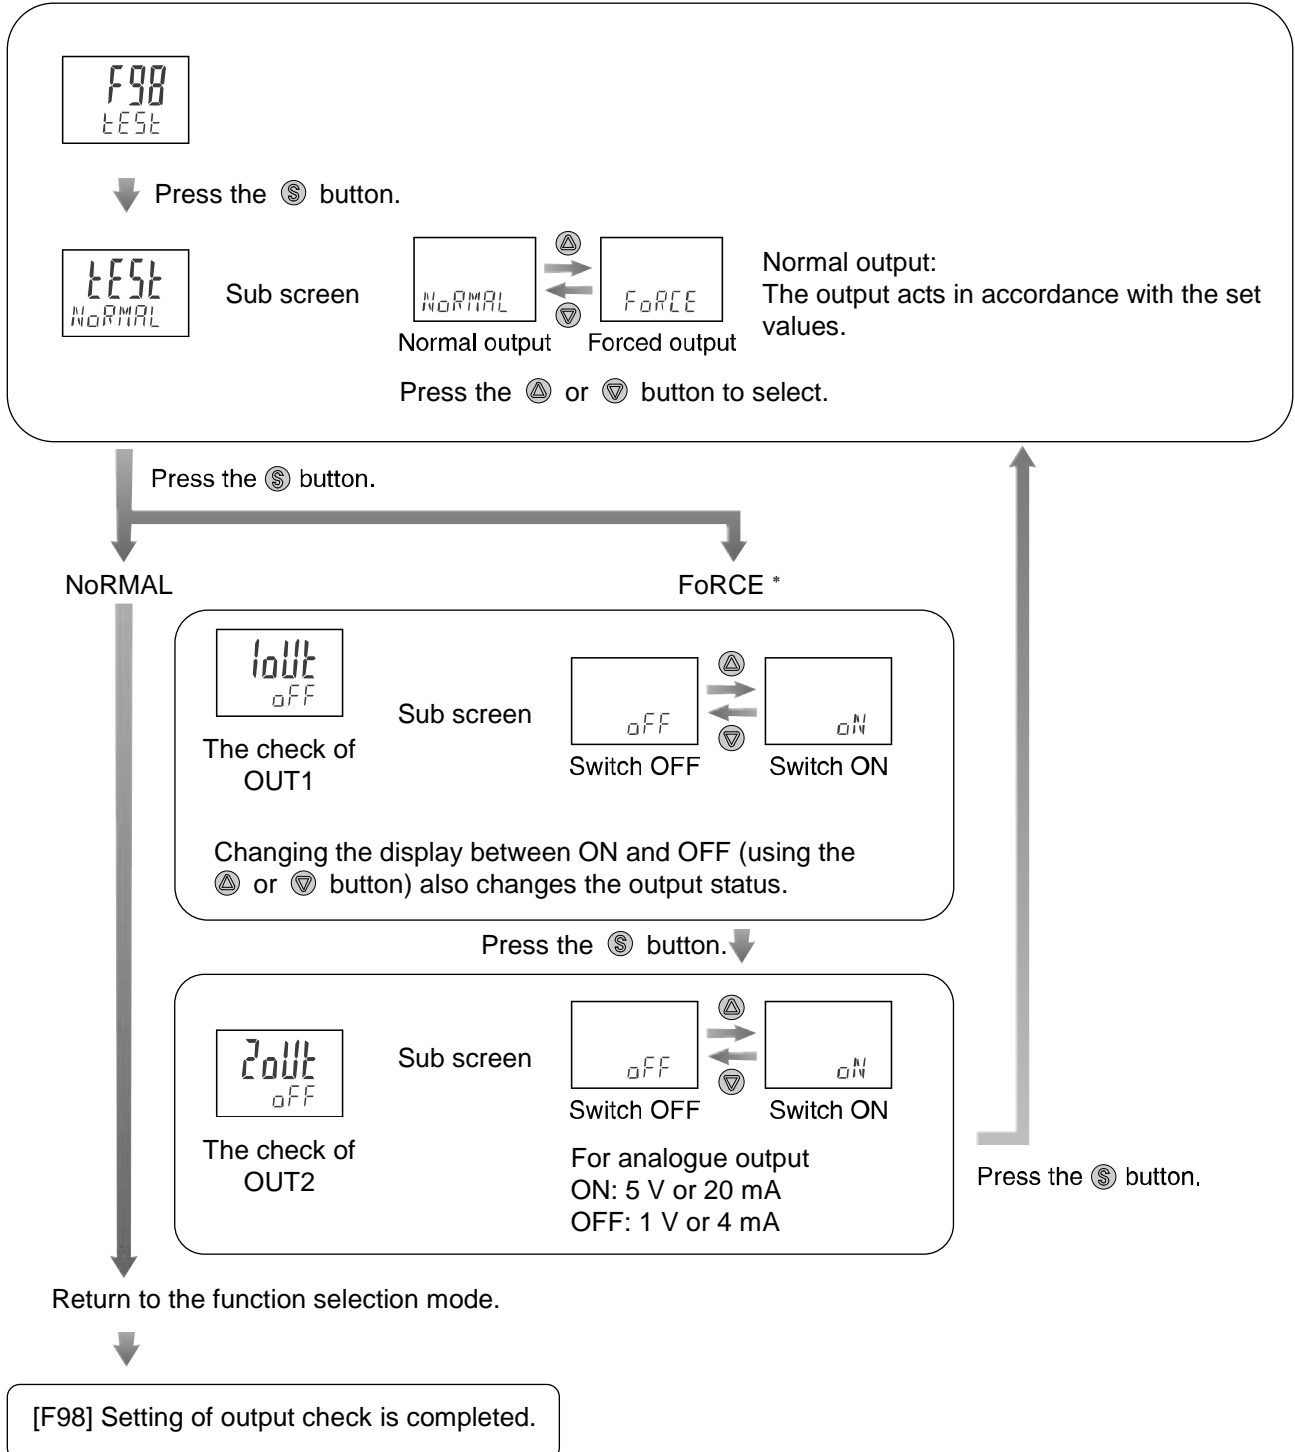 F98
tESt
Press the Ⓢ button.
tESt
NoRMAL
Sub screen
NoRMAL
FoRCE
Normal output
Forced output
Normal output:
The output acts in accordance with the set
values.
Press the △ or ▽ button to select.
Press the Ⓢ button.
NoRMAL
FoRCE *
1oUt
oFF
The check of
OUT1
Sub screen
oFF
oN
Switch OFF
Switch ON
Changing the display between ON and OFF (using the
△ or ▽ button) also changes the output status.
Press the Ⓢ button.
2oUt
oFF
The check of
OUT2
Sub screen
oFF
oN
Switch OFF
Switch ON
For analogue output
ON: 5 V or 20 mA
OFF: 1 V or 4 mA
Press the Ⓢ button.
Return to the function selection mode.
[F98] Setting of output check is completed.